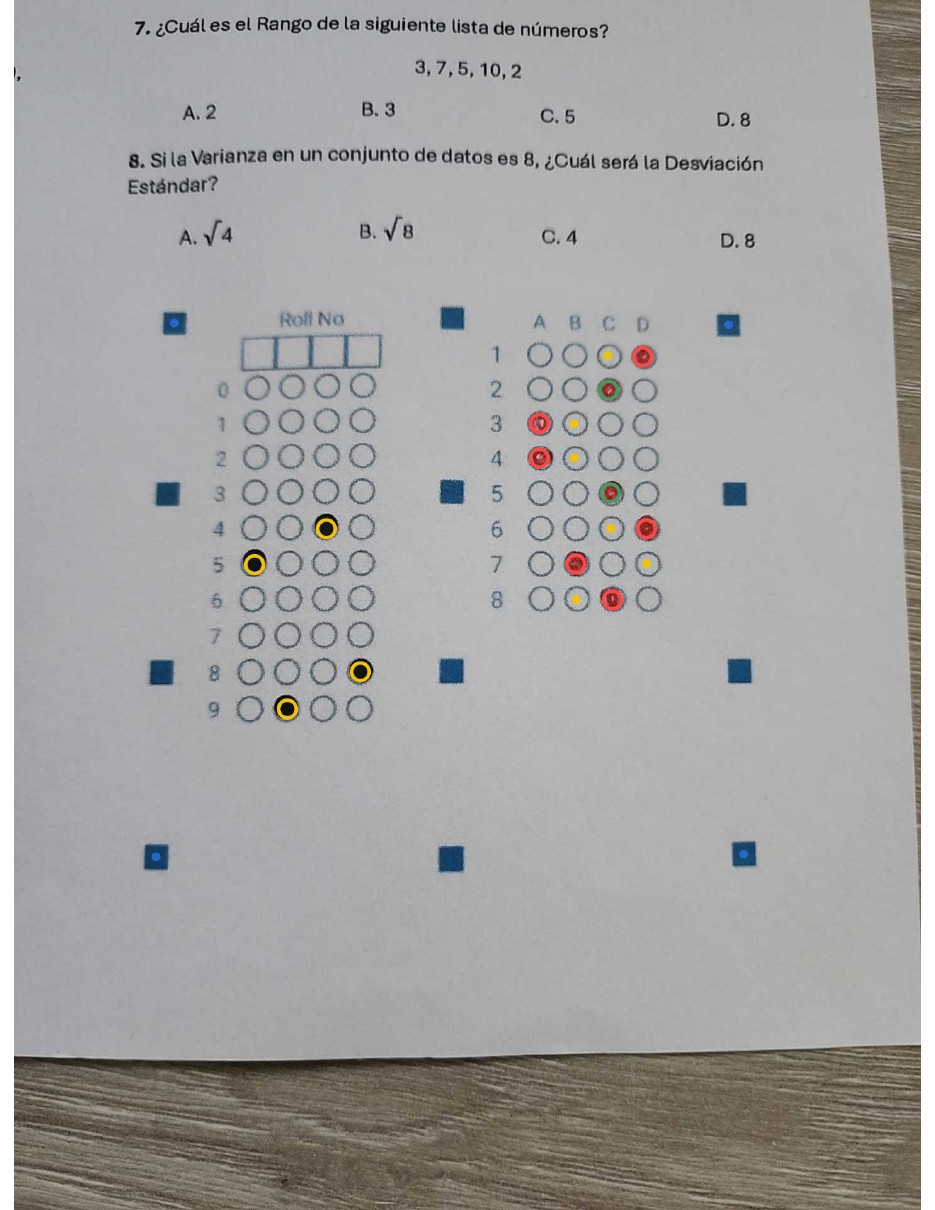 7. ¿Cuál es el Rango de la siguiente lista de números?
3, 7, 5, 10, 2
A. 2 B. 3 C. 5 D. 8
8. Si la Varianza en un conjunto de datos es 8, ¿Cuál será la Desviación
Estándar?
A. √4 B. √8 C. 4 D. 8
Roll No
0
1
2
3
4
5
6
7
8
9
A B C D
1
2
3
4
5
6
7
8